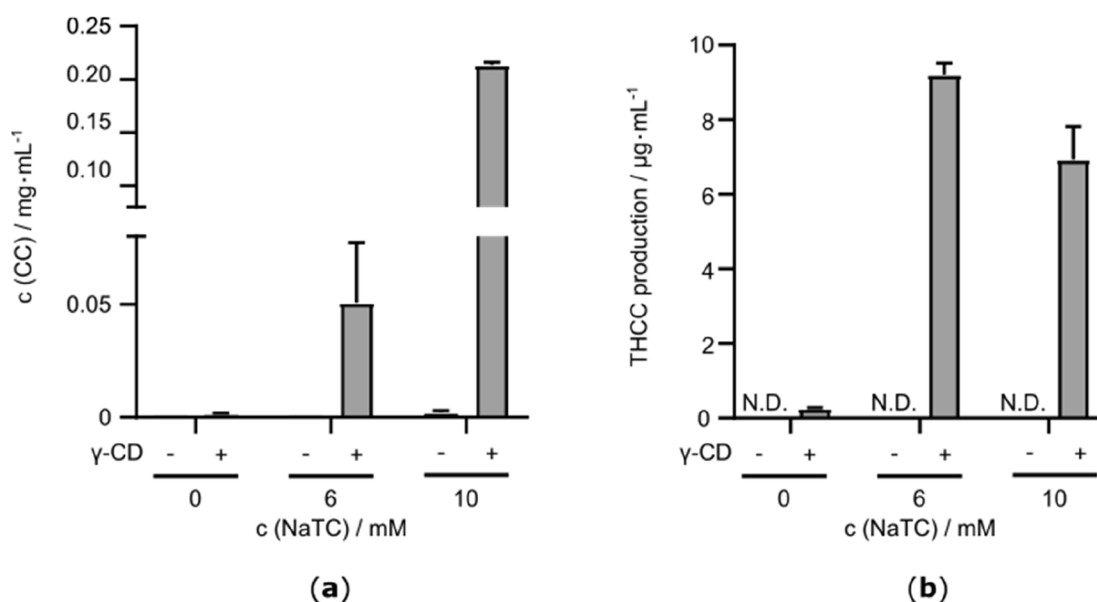 0.25
0.20
0.15
0.10
0.05
0
c (CC) / mg·mL-1
γ-CD - + - + - +
0 6 10
c (NaTC) / mM
(a)
10
8
6
4
2
0
THCC production / µg·mL-1
N.D. N.D. N.D.
γ-CD - + - + - +
0 6 10
c (NaTC) / mM
(b)